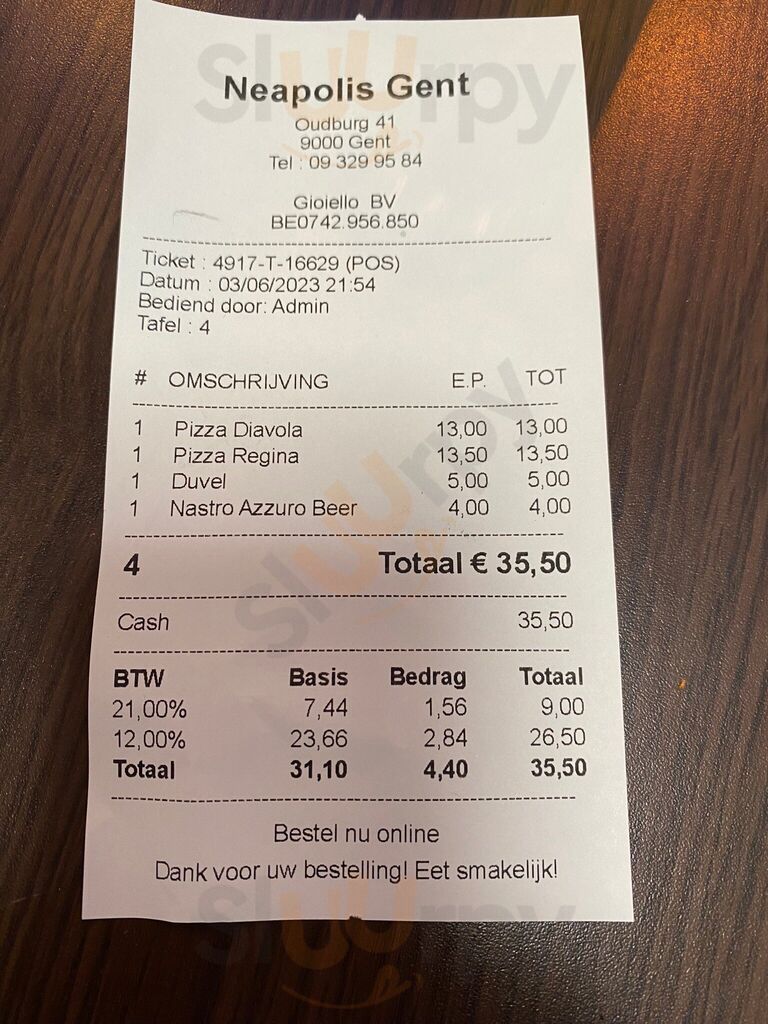 Neapolis Gent
Oudburg 41
9000 Gent
Tel : 09 329 95 84
Gioiello BV
BE0742.956.850
Ticket : 4917-T-16629 (POS)
Datum : 03/06/2023 21:54
Bediend door: Admin
Tafel : 4
# OMSCHRIJVING E.P. TOT
1 Pizza Diavola 13,00 13,00
1 Pizza Regina 13,50 13,50
1 Duvel 5,00 5,00
1 Nastro Azzuro Beer 4,00 4,00
4 Totaal € 35,50
Cash 35,50
BTW Basis Bedrag Totaal
21,00% 7,44 1,56 9,00
12,00% 23,66 2,84 26,50
Totaal 31,10 4,40 35,50
Bestel nu online
Dank voor uw bestelling! Eet smakelijk!
Sluurpy
Sluurpy
Sluurpy